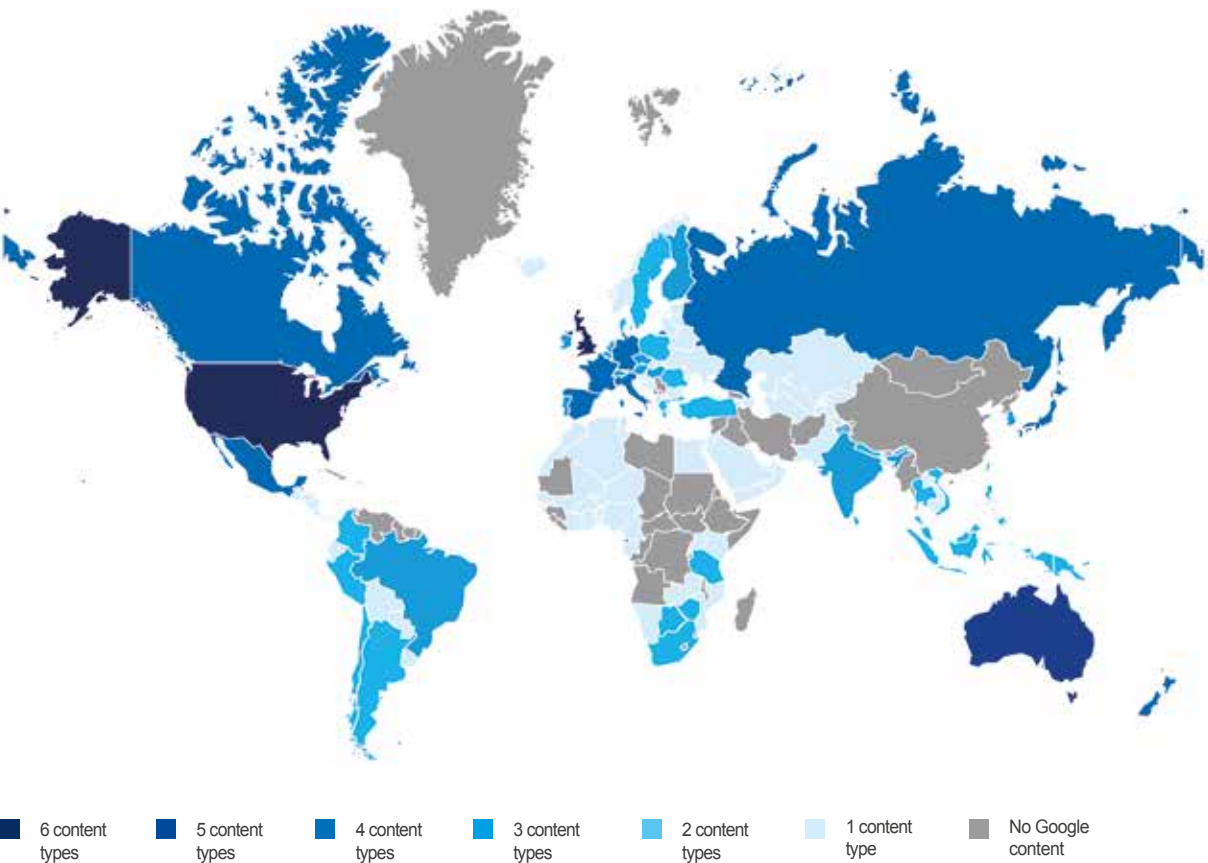 6 content
types
5 content
types
4 content
types
3 content
types
2 content
types
1 content
type
No Google
content